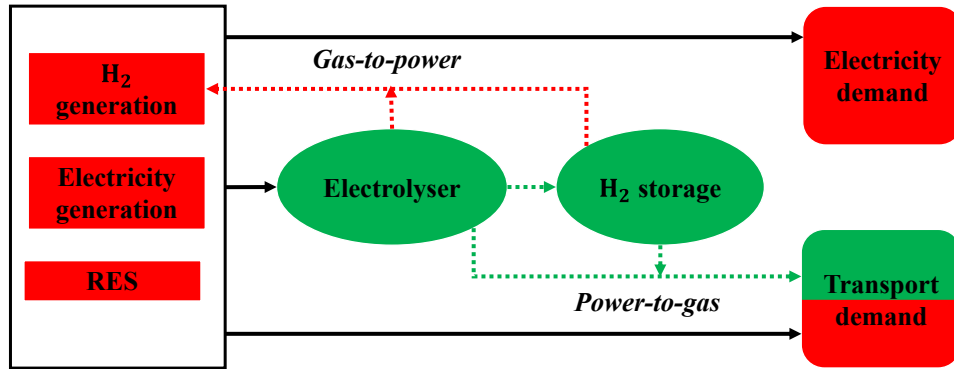 Gas-to-power
H₂
generation
Electricity
demand
Electricity
generation
Electrolyser
H₂ storage
RES
Power-to-gas
Transport
demand